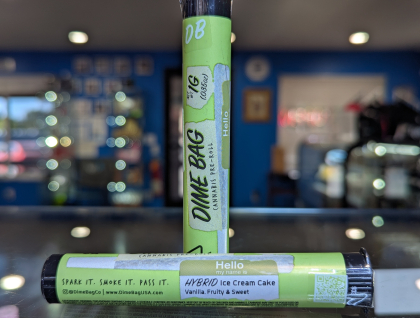 DB
1G
(.035oz)
DIME BAG
CANNABIS PRE-ROLL
Hello
Hello
my name is
SPARK IT. SMOKE IT. PASS IT.
HYBRID Ice Cream Cake
@DimeBagCo | www.DimeBagUSA.com
Vanilla, Fruity & Sweet